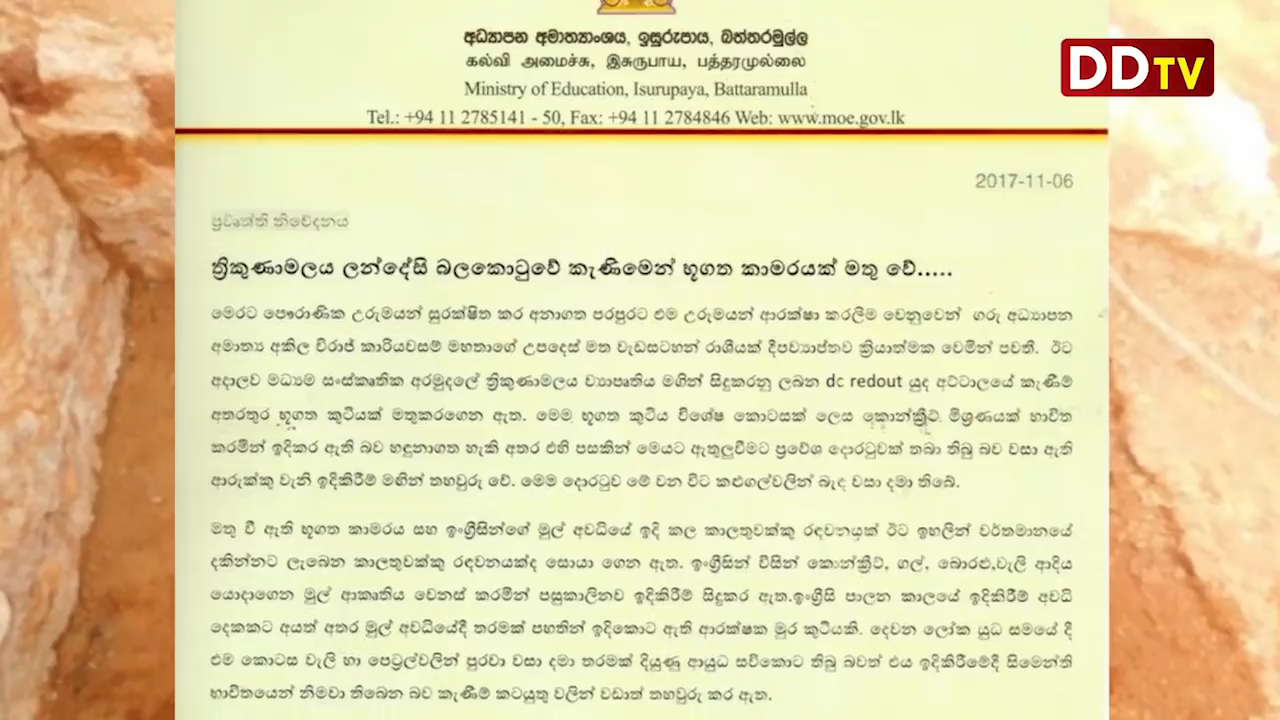 අධ්‍යාපන අමාත්‍යාංශය, ඉසුරුපාය, බත්තරමුල්ල
கல்வி அமைச்சு, இசுருபாய, பத்தரமுல்லை
Ministry of Education, Isurupaya, Battaramulla
Tel.: +94 11 2785141 - 50, Fax: +94 11 2784846 Web: www.moe.gov.lk
DDTV
2017-11-06
ප්‍රවෘත්ති නිවේදනය
ත්‍රිකුණාමලය ලන්දේසි බලකොටුවේ කැණිමෙන් භූගත කාමරයක් මතු වේ.....
මෙරට පෞරාණික උරුමයන් සුරක්ෂිත කර අනාගත පරපුරට එම උරුමයන් ආරක්ෂා කරලීම වෙනුවෙන් ගරු අධ්‍යාපන
අමාත්‍ය අකිල විරාජ් කාරියවසම් මහතාගේ උපදෙස් මත වැඩසටහන් රාශියක් දීපව්‍යාප්තව ක්‍රියාත්මක වෙමින් පවතී. ඊට
අදාලව මධ්‍යම සංස්කෘතික අරමුදලේ ත්‍රිකුණාමලය ව්‍යාපෘතිය මගින් සිදුකරනු ලබන dc redout යුද අට්ටාලයේ කැණීම්
අතරතුර භූගත කුටියක් මතුකරගෙන ඇත. මෙම භූගත කුටිය විශේෂ කොටසක් ලෙස කොන්ක්‍රීට් මිශ්‍රණයක් භාවිත
කරමින් ඉදිකර ඇති බව හඳුනාගත හැකි අතර එහි පසකින් මෙයට ඇතුලුවීමට ප්‍රවේශ දොරටුවක් තබා තිබු බව වසා ඇති
ආරුක්කු වැනි ඉදිකිරීම් මඟින් තහවුරු වේ. මෙම දොරටුව මේ වන විට කළුගල්වලින් බැඳ වසා දමා තිබේ.
මතු වී ඇති භූගත කාමරය සහ ඉංග්‍රීසින්ගේ මුල් අවධියේ ඉදි කල කාලතුවක්කු රඳවනයක් ඊට ඉහලින් වර්තමානයේ
දකින්නට ලැබෙන කාලතුවක්කු රඳවනයක්ද සොයා ගෙන ඇත. ඉංග්‍රීසින් විසින් කොන්ක්‍රීට්, ගල්, බොරළු,වැලි ආදිය
යොදාගෙන මුල් ආකෘතිය වෙනස් කරමින් පසුකාලිනව ඉදිකිරීම් සිදුකර ඇත.ඉංග්‍රීසි පාලන කාලයේ ඉදිකිරීම් අවධි
දෙකකට අයත් අතර මුල් අවධියේදී තරමක් පහතින් ඉදිකොට ඇති ආරක්ෂක මුර කුටියකි. දෙවන ලෝක යුධ සමයේ දී
එම කොටස වැලි හා පෙට්‍රල්වලින් පුරවා වසා දමා තරමක් දියුණු ආයුධ සවිකොට තිබු බවත් එය ඉදිකිරීමේදී සිමෙන්ති
භාවිතයෙන් නිමවා තිබෙන බව කැණීම් කටයුතු වලින් වඩාත් තහවුරු කර ඇත.